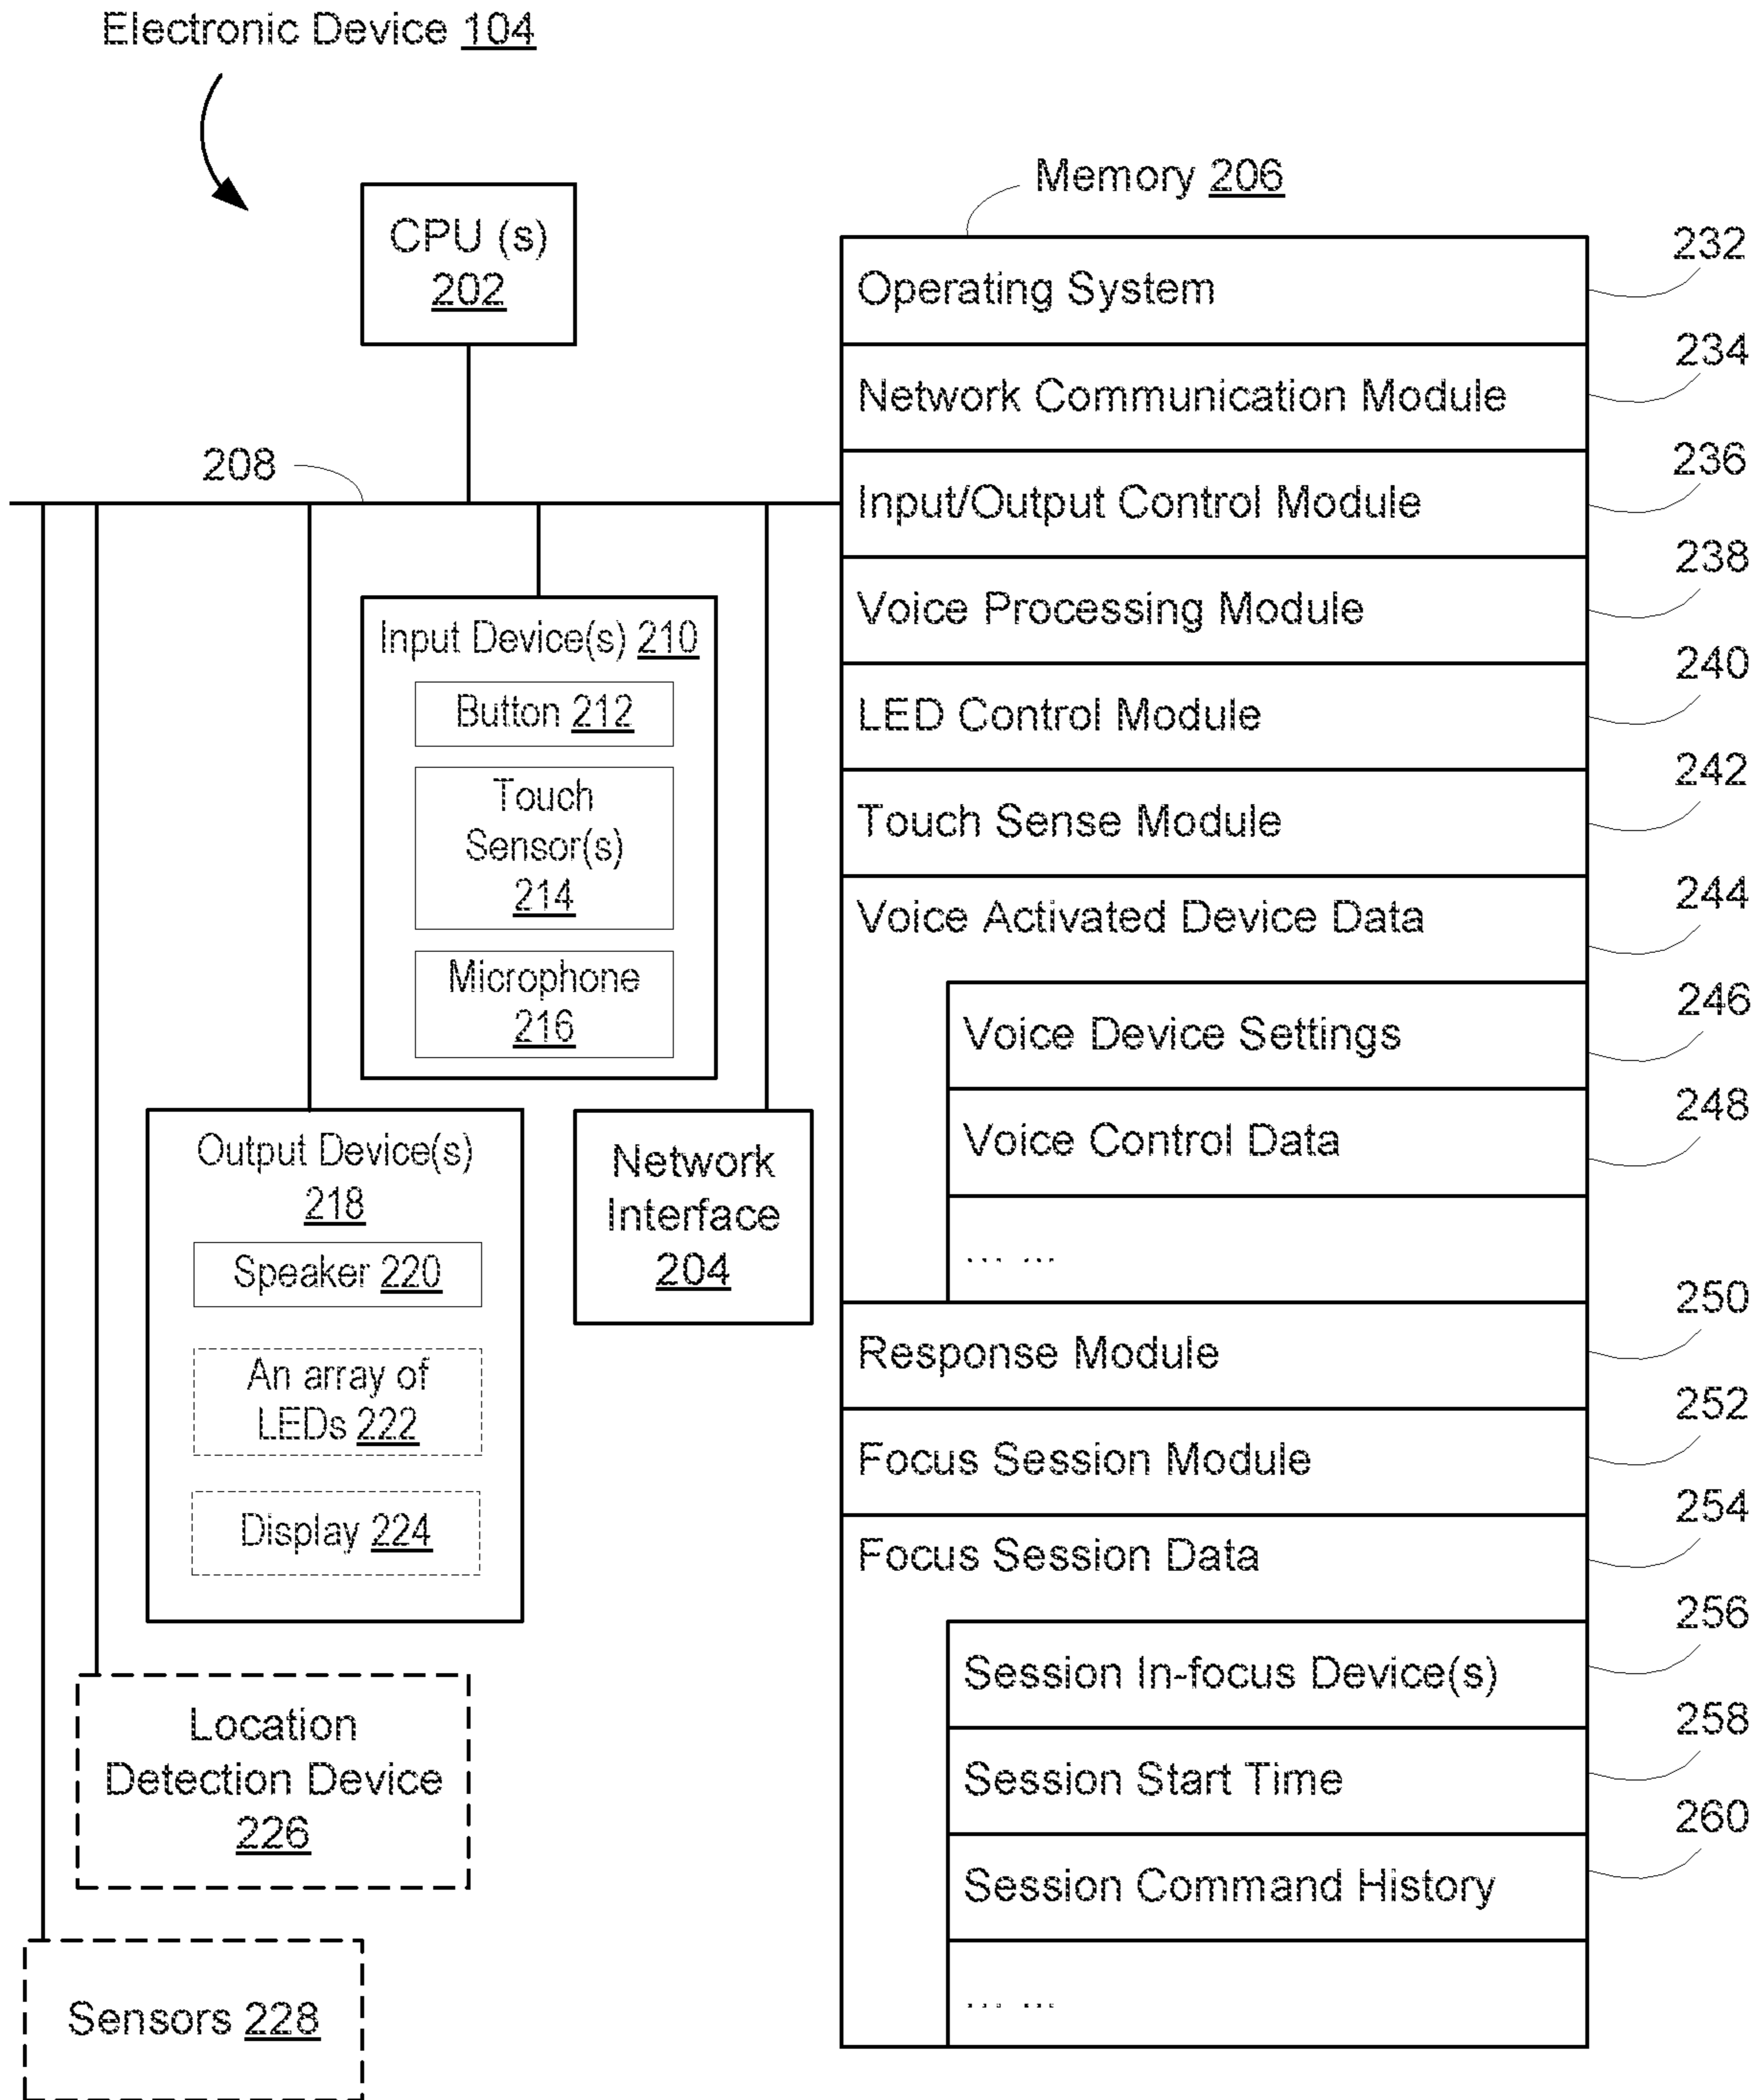 Electronic Device 104
CPU (s)
202
208
Input Device(s) 210
Button 212
Touch
Sensor(s)
214
Microphone
216
Output Device(s)
218
Speaker 220
An array of
LEDs 222
Display 224
Network
Interface
204
Location
Detection Device
226
Sensors 228
Memory 206
Operating System
232
Network Communication Module
234
Input/Output Control Module
236
Voice Processing Module
238
LED Control Module
240
Touch Sense Module
242
Voice Activated Device Data
244
Voice Device Settings
246
Voice Control Data
248
... ...
Response Module
250
Focus Session Module
252
Focus Session Data
254
Session In-focus Device(s)
256
Session Start Time
258
Session Command History
260
... ...